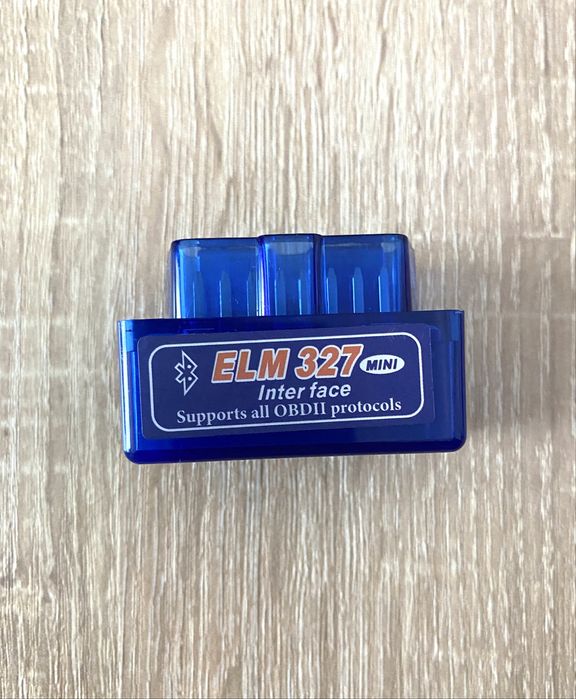 ELM 327 MINI
Inter face
Supports all OBDII protocols